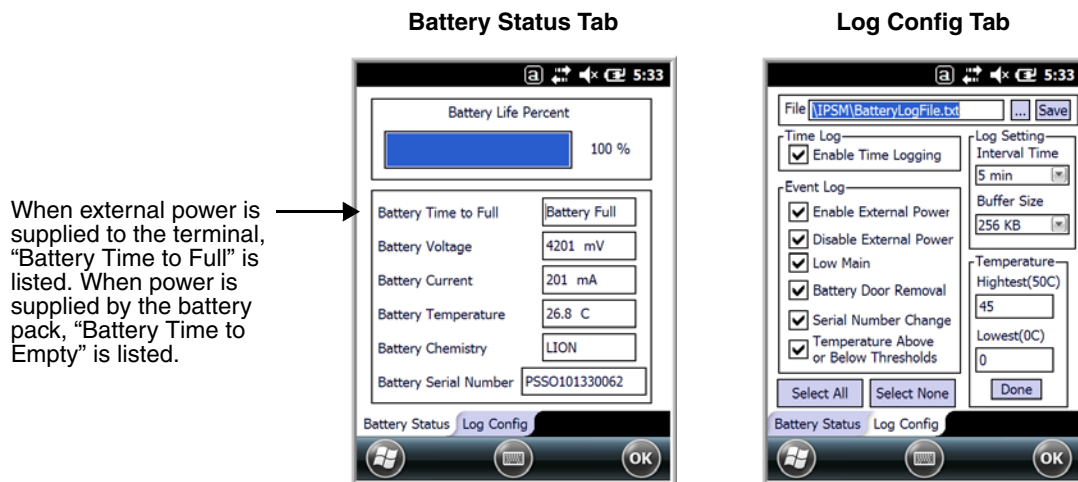 Battery Status Tab
Log Config Tab
When external power is
supplied to the terminal,
“Battery Time to Full” is
listed. When power is
supplied by the battery
pack, “Battery Time to
Empty” is listed.
a 5:33
Battery Life Percent
100 %
Battery Time to Full Battery Full
Battery Voltage 4201 mV
Battery Current 201 mA
Battery Temperature 26.8 C
Battery Chemistry LION
Battery Serial Number PSSO101330062
Battery Status Log Config
OK
a 5:33
File \IPSM\BatteryLogFile.txt ... Save
Time Log
Enable Time Logging
Event Log
Enable External Power
Disable External Power
Low Main
Battery Door Removal
Serial Number Change
Temperature Above
or Below Thresholds
Select All Select None
Log Setting
Interval Time
5 min
Buffer Size
256 KB
Temperature
Hightest(50C)
45
Lowest(0C)
0
Done
Battery Status Log Config
OK